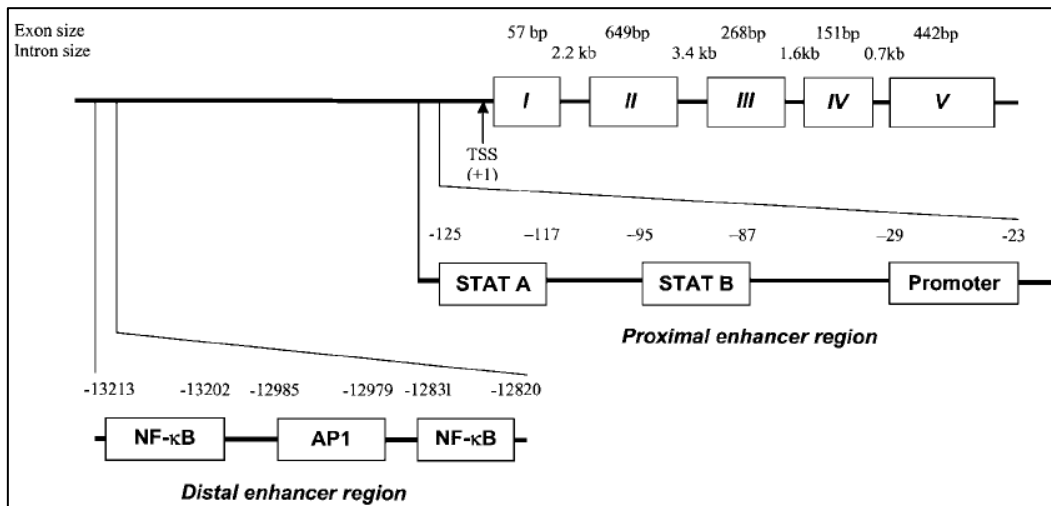 Exon size 57 bp 649bp 268bp 151bp 442bp
Intron size 2.2 kb 3.4 kb 1.6kb 0.7kb
I II III IV V
TSS
(+1)
-125 -117 -95 -87 -29 -23
STAT A STAT B Promoter
Proximal enhancer region
-13213 -13202 -12985 -12979 -12831 -12820
NF-κB AP1 NF-κB
Distal enhancer region